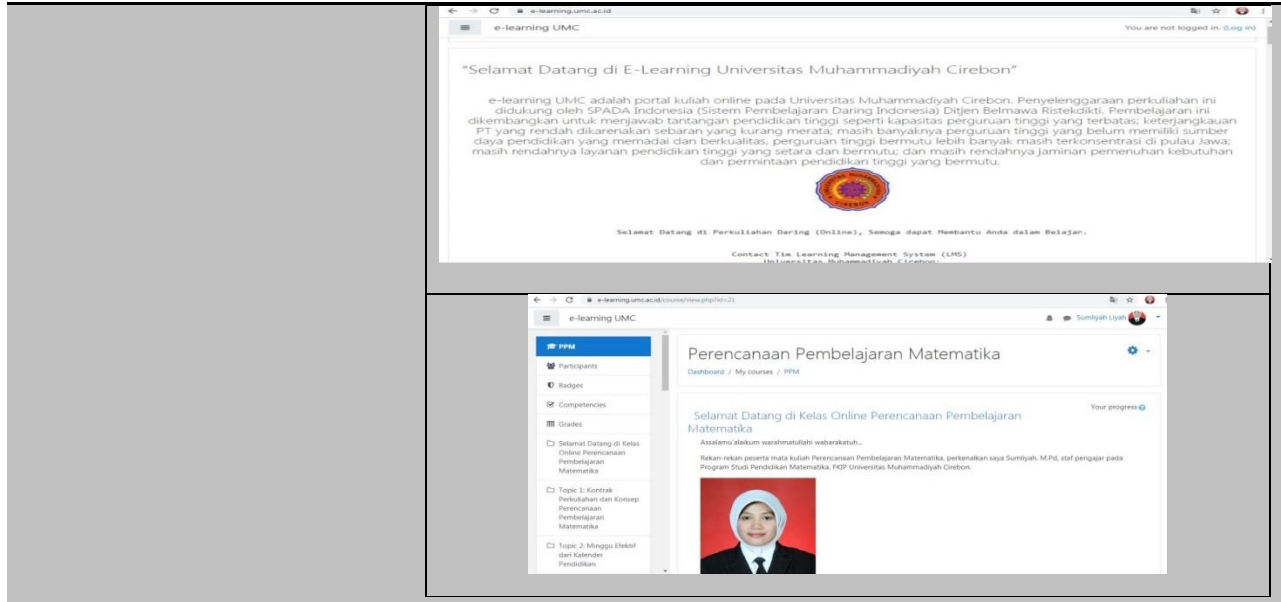 e-learning.umc.ac.id
e-learning UMC
You are not logged in. (Log in)
"Selamat Datang di E-Learning Universitas Muhammadiyah Cirebon"
e-learning UMC adalah portal kuliah online pada Universitas Muhammadiyah Cirebon. Penyelenggaraan perkuliahan ini
didukung oleh SPADA Indonesia (Sistem Pembelajaran Daring Indonesia) Ditjen Belmawa Ristekdikti. Pembelajaran ini
dikembangkan untuk menjawab tantangan pendidikan tinggi seperti kapasitas perguruan tinggi yang terbatas; keterjangkauan
PT yang rendah dikarenakan sebaran yang kurang merata; masih banyaknya perguruan tinggi yang belum memiliki sumber
daya pendidikan yang memadai dan berkualitas, perguruan tinggi bermutu lebih banyak masih terkonsentrasi di pulau Jawa;
masih rendahnya layanan pendidikan tinggi yang setara dan bermutu; dan masih rendahnya jaminan pemenuhan kebutuhan
dan permintaan pendidikan tinggi yang bermutu.
Selamat Datang di Perkuliahan Daring (Online), Semoga dapat Membantu Anda dalam Belajar.
Contact Tim Learning Management System (LMS)
Universitas Muhammadiyah Cirebon:
e-learning.umc.ac.id/course/view.php?id=21
e-learning UMC
Sumliyah Liyah
PPM
Participants
Badges
Competencies
Grades
Selamat Datang di Kelas
Online Perencanaan
Pembelajaran
Matematika
Topic 1: Kontrak
Perkuliahan dan Konsep
Perencanaan
Pembelajaran
Matematika
Topic 2: Minggu Efektif
dari Kalender
Pendidikan
Perencanaan Pembelajaran Matematika
Dashboard / My courses / PPM
Your progress
Selamat Datang di Kelas Online Perencanaan Pembelajaran
Matematika
Assalamu'alaikum warahmatullahi wabarakatuh...
Rekan-rekan peserta mata kuliah Perencanaan Pembelajaran Matematika, perkenalkan saya Sumliyah, M.Pd, staf pengajar pada
Program Studi Pendidikan Matematika, FKIP Universitas Muhammadiyah Cirebon.